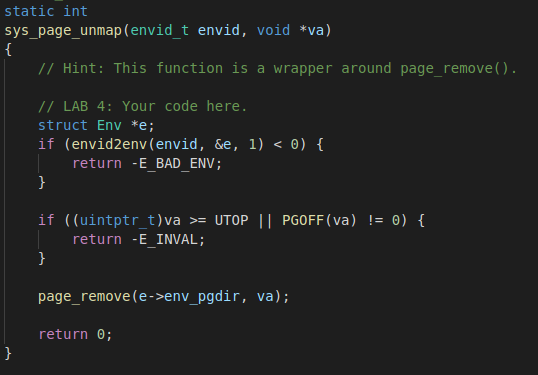 static int
sys_page_unmap(envid_t envid, void *va)
{
    // Hint: This function is a wrapper around page_remove().

    // LAB 4: Your code here.
    struct Env *e;
    if (envid2env(envid, &e, 1) < 0) {
        return -E_BAD_ENV;
    }

    if ((uintptr_t)va >= UTOP || PGOFF(va) != 0) {
        return -E_INVAL;
    }

    page_remove(e->env_pgdir, va);

    return 0;
}